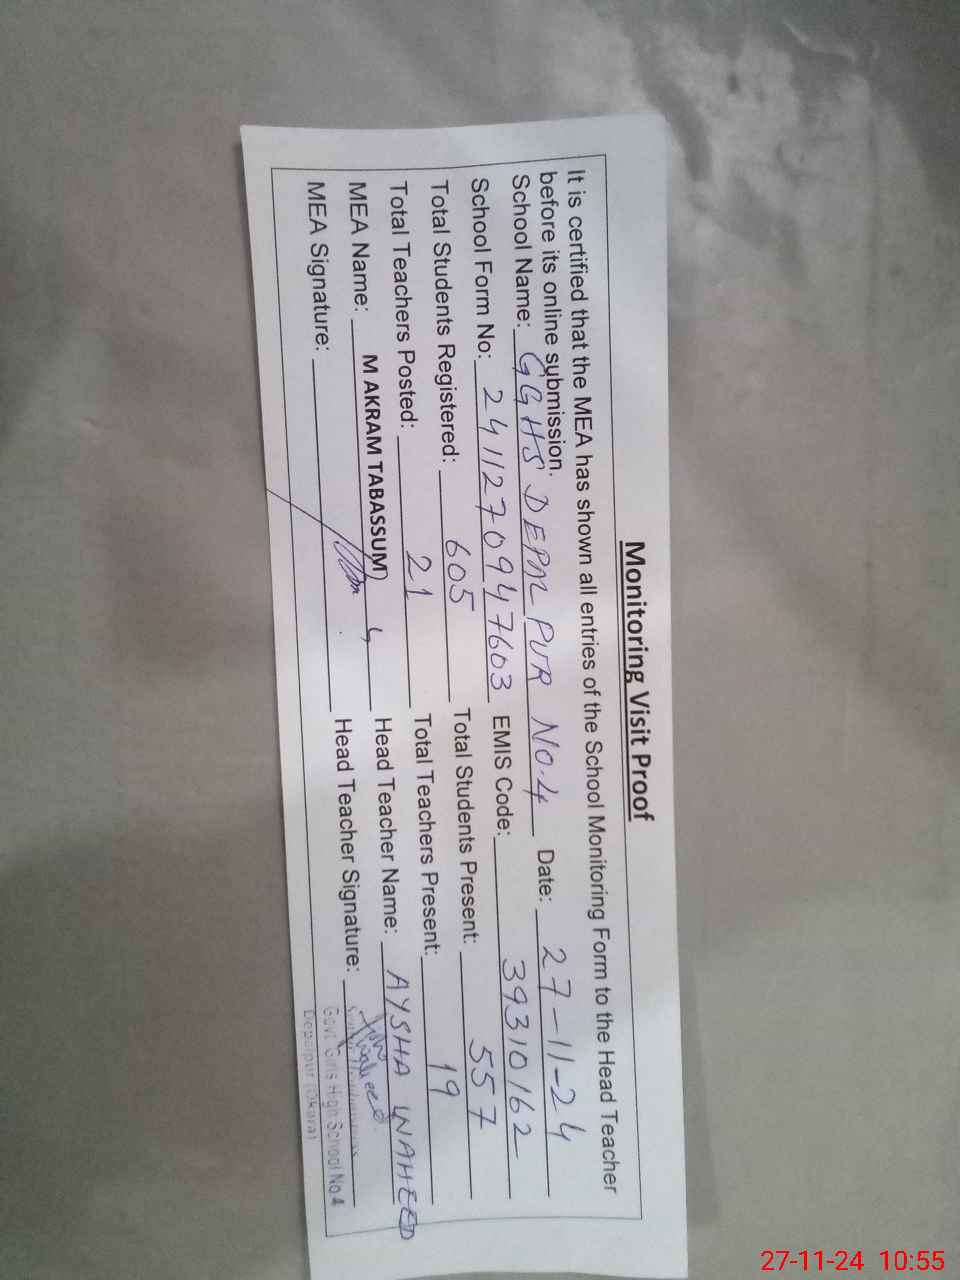 Monitoring Visit Proof
It is certified that the MEA has shown all entries of the School Monitoring Form to the Head Teacher
before its online submission.
School Name: GGHS DEPAL PUR NO.4 Date: 27-11-24
School Form No: 2411270947603 EMIS Code: 39310162
Total Students Registered: 605 Total Students Present: 557
Total Teachers Posted: 21 Total Teachers Present: 19
MEA Name: M AKRAM TABASSUM Head Teacher Name: AYSHA WAHEED
MEA Signature: Head Teacher Signature:
Govt. Girls High School No.4
Depalpur (Okara)
27-11-24 10:55